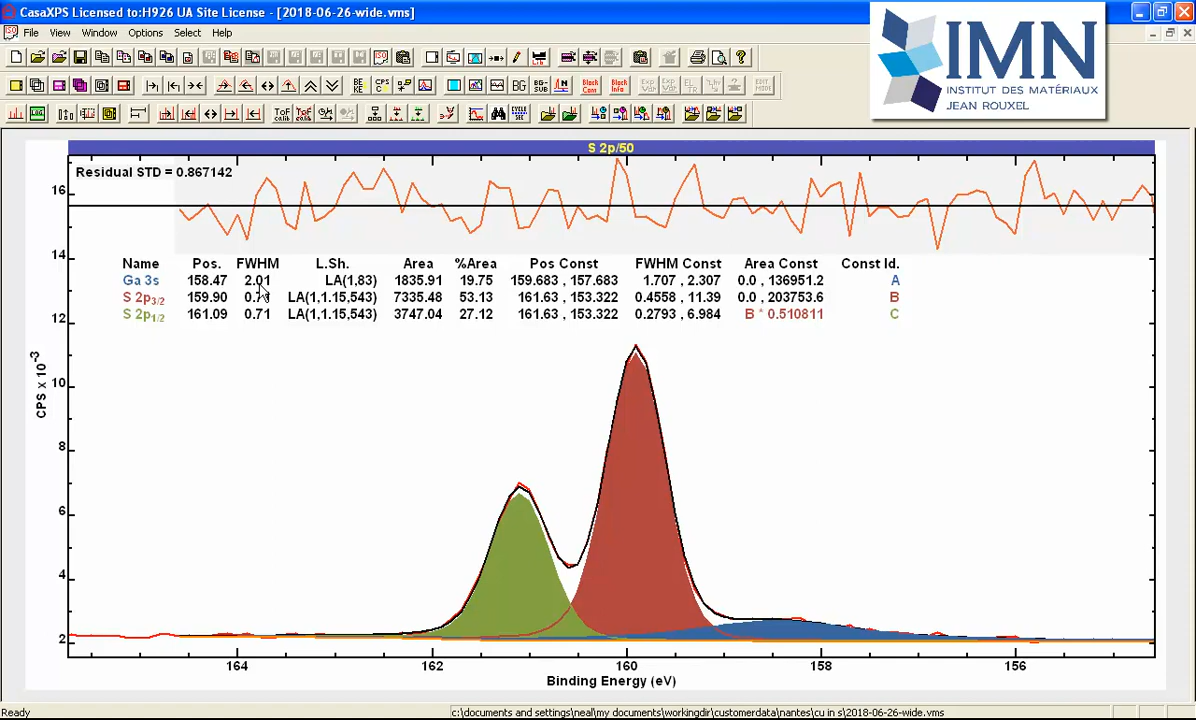 CasaXPS Licensed to:H926 UA Site License - [2018-06-26-wide.vms]
File View Window Options Select Help
IMN
INSTITUT DES MATÉRIAUX
JEAN ROUXEL
S 2p/50
Residual STD = 0.867142
Name Pos. FWHM L.Sh. Area %Area Pos Const FWHM Const Area Const Const Id.
Ga 3s 158.47 2.01 LA(1,83) 1835.91 19.75 159.683 , 157.683 1.707 , 2.307 0.0 , 136951.2 A
S 2p3/2 159.90 LA(1,1.15,543) 7335.48 53.13 161.63 , 153.322 0.4558 , 11.39 0.0 , 203753.6 B
S 2p1/2 161.09 0.71 LA(1,1.15,543) 3747.04 27.12 161.63 , 153.322 0.2793 , 6.984 B * 0.510811 C
16
14
12
10
8
6
4
2
CPS x 10-3
164 162 160 158 156
Binding Energy (eV)
Ready c:\documents and settings\neal\my documents\workingdir\customerdata\nantes\cu in s\2018-06-26-wide.vms